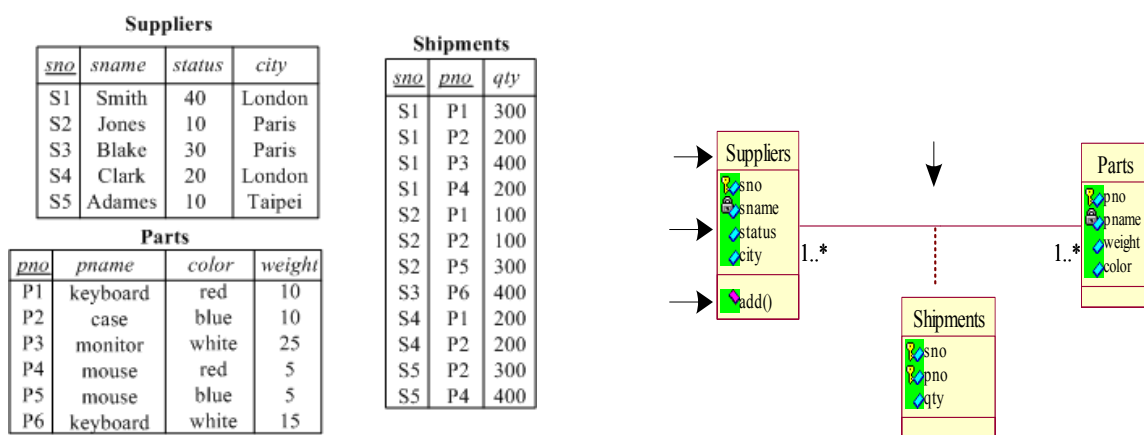 Suppliers
sno sname status city
S1 Smith 40 London
S2 Jones 10 Paris
S3 Blake 30 Paris
S4 Clark 20 London
S5 Adames 10 Taipei
Parts
pno pname color weight
P1 keyboard red 10
P2 case blue 10
P3 monitor white 25
P4 mouse red 5
P5 mouse blue 5
P6 keyboard white 15
Shipments
sno pno qty
S1 P1 300
S1 P2 200
S1 P3 400
S1 P4 200
S2 P1 100
S2 P2 100
S2 P5 300
S3 P6 400
S4 P1 200
S4 P2 200
S5 P2 300
S5 P4 400
Suppliers
sno
sname
status
city
add()
1..*
1..*
Parts
pno
pname
weight
color
Shipments
sno
pno
qty